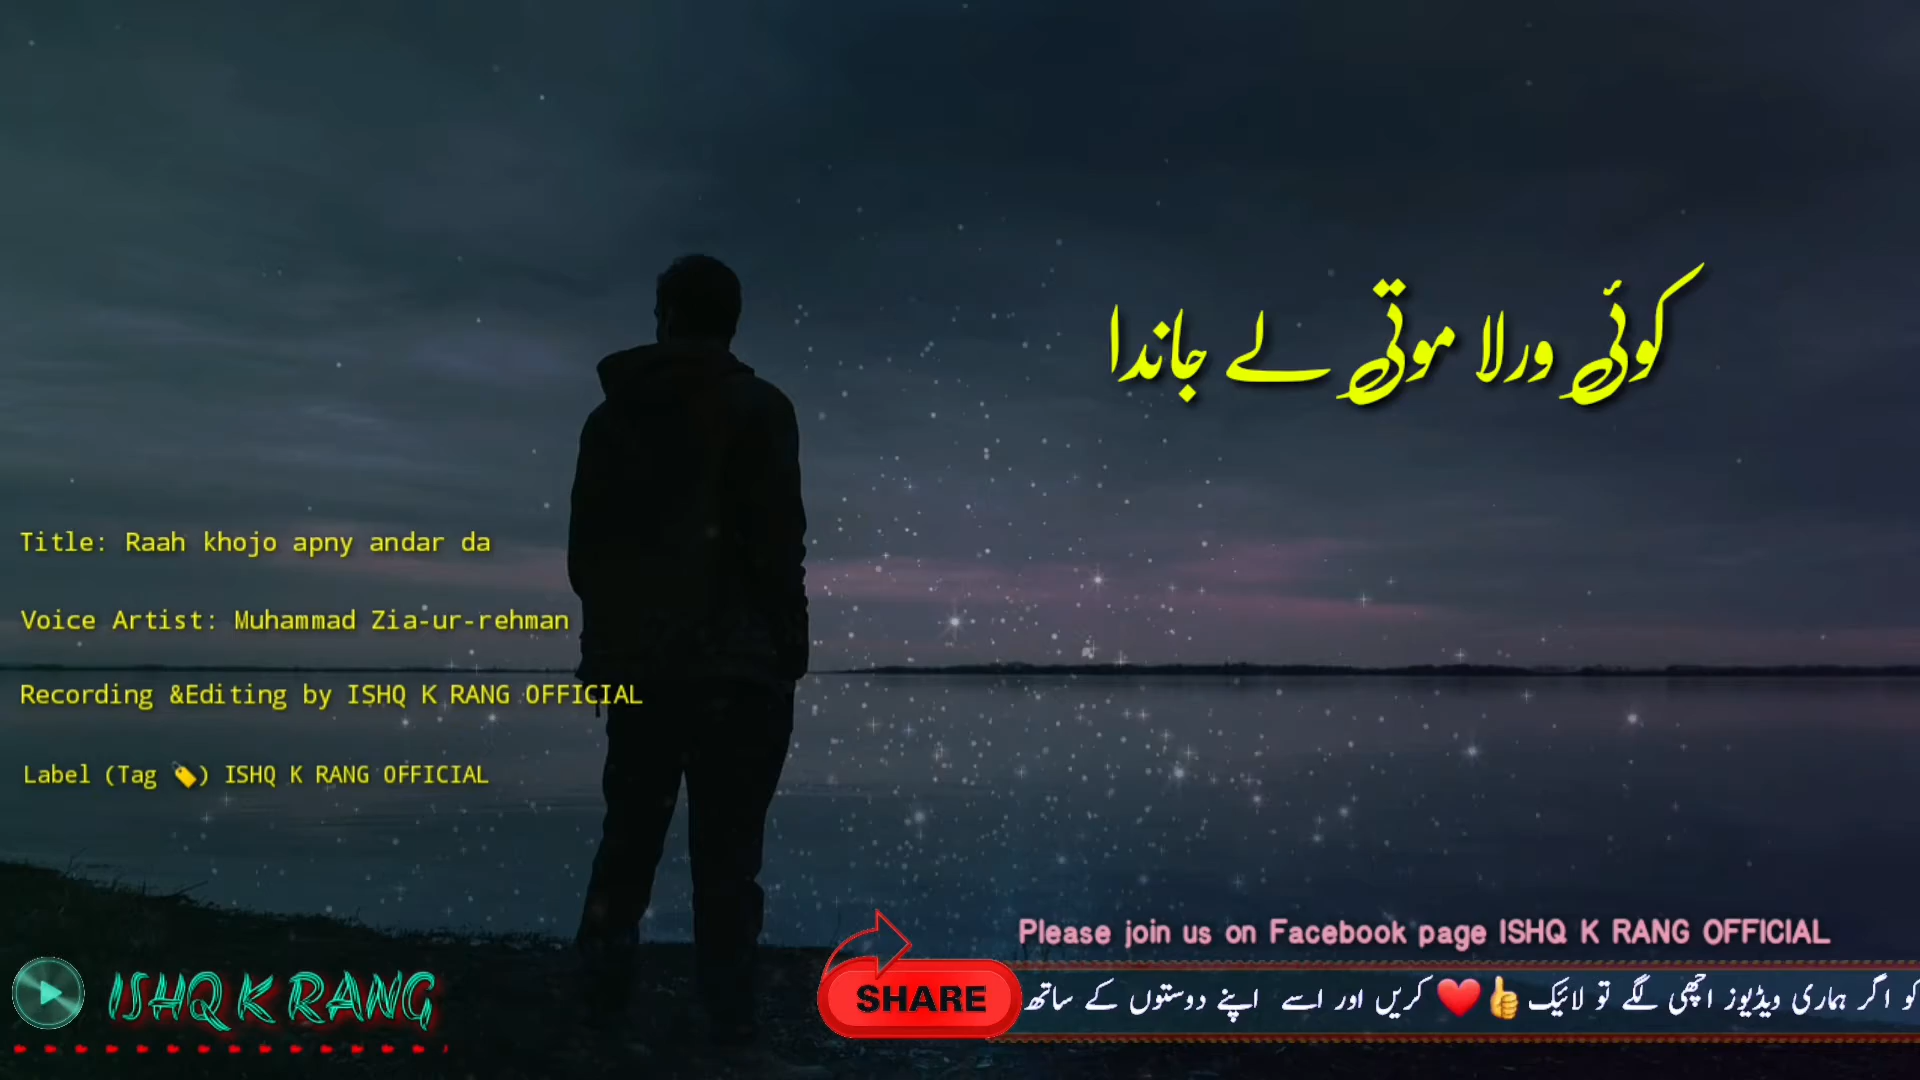 کوئی ورلا موتی لے جاندا
Title: Raah khojo apny andar da
Voice Artist: Muhammad Zia-ur-rehman
Recording &Editing by ISHQ K RANG OFFICIAL
Label (Tag 🏷️) ISHQ K RANG OFFICIAL
Please join us on Facebook page ISHQ K RANG OFFICIAL
ISHQ K RANG
SHARE
کو اگر ہماری ویڈیوز اچھی لگے تو لائیک 👍❤️ کریں اور اسے اپنے دوستوں کے ساتھ